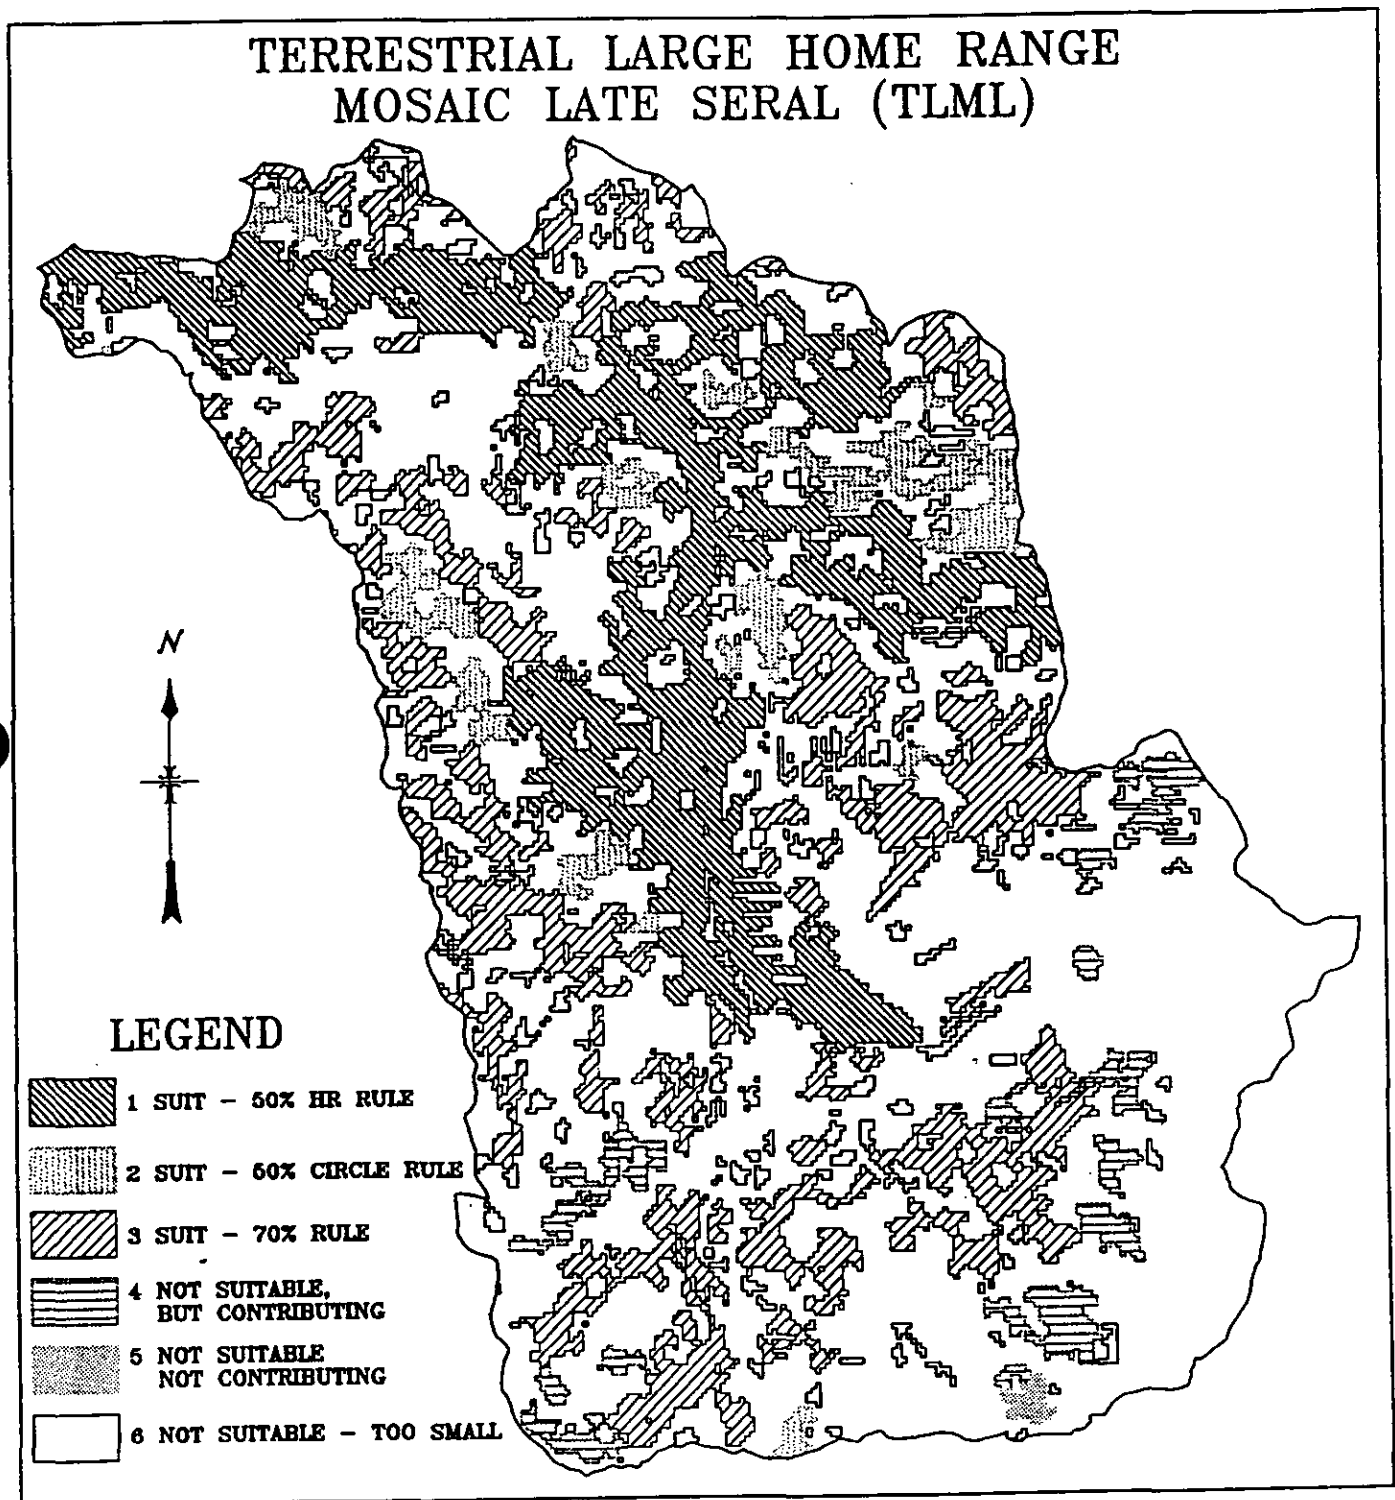 TERRESTRIAL LARGE HOME RANGE
MOSAIC LATE SERAL (TLML)
N
LEGEND
1 SUIT - 50% HR RULE
2 SUIT - 50% CIRCLE RULE
3 SUIT - 70% RULE
4 NOT SUITABLE,
BUT CONTRIBUTING
5 NOT SUITABLE
NOT CONTRIBUTING
6 NOT SUITABLE - TOO SMALL